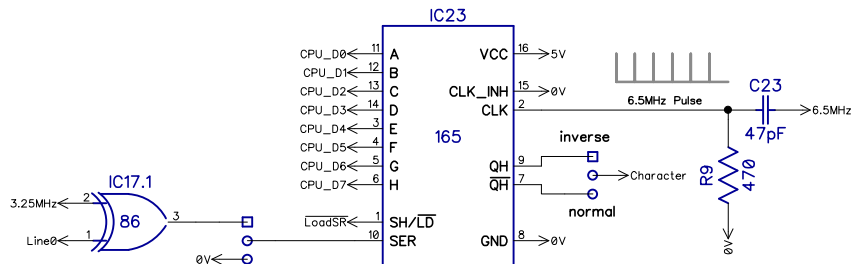 IC23
CPU_D0 11 A VCC 16 5V
CPU_D1 12 B
CPU_D2 13 C CLK_INH 15 0V
CPU_D3 14 D CLK 2 6.5MHz Pulse
CPU_D4 3 E 165
CPU_D5 4 F
CPU_D6 5 G QH 9 inverse
CPU_D7 6 H QH 7 Character
normal
LoadSR 1 SH/LD
10 SER GND 8 0V
C23
47pF
6.5MHz
R9
470
0V
IC17.1
3.25MHz 2
86 3
Line0 1
0V